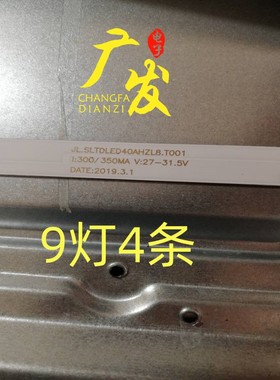 广发
电子
CHANGFA
DIANZI
JL.SLTDLED40AHZLB.T001
I:300/350MA V:27-31.5V
DATE:2019.3.1
9灯4条